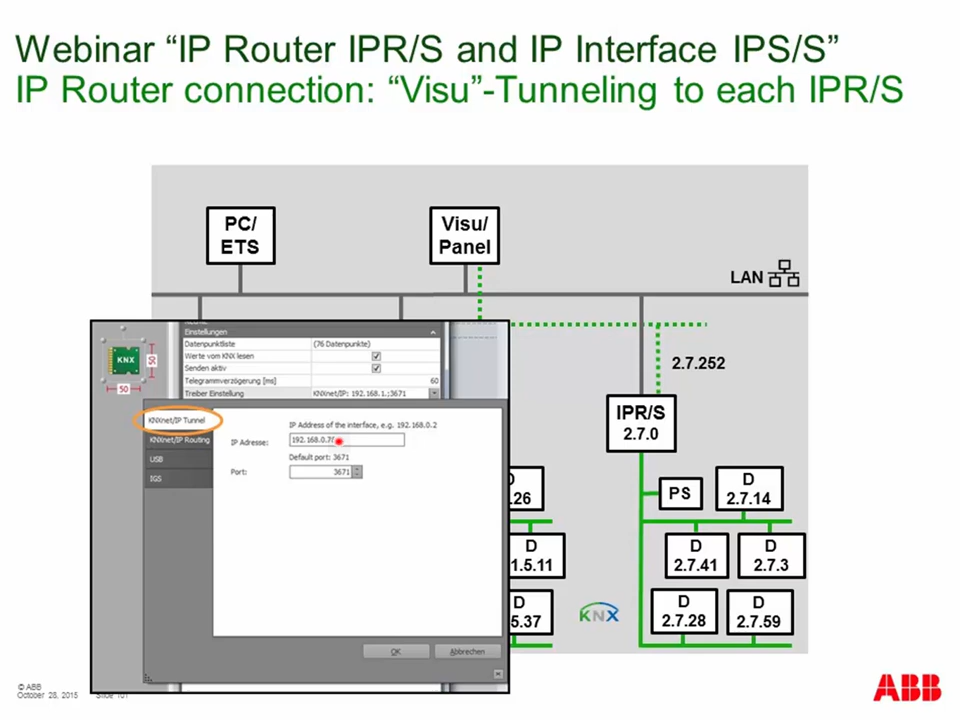 Webinar “IP Router IPR/S and IP Interface IPS/S”
IP Router connection: “Visu”-Tunneling to each IPR/S
PC/
ETS
Visu/
Panel
LAN
Einstellungen
Datenpunktliste (76 Datenpunkte)
Werte vom KNX lesen
Senden aktiv
Telegrammverzögerung [ms] 60
Treiber Einstellung KNXnet/IP: 192.168.1.;3671
KNX
50
50
KNXnet/IP Tunnel
KNXnet/IP Routing
USB
IGS
IP Address of the interface, e.g. 192.168.0.2
IP Adresse:
Default port: 3671
Port: 3671
OK Abbrechen
2.7.252
IPR/S
2.7.0
PS
D
2.7.14
D
.26
D
1.5.11
D
2.7.41
D
2.7.3
D
5.37
KNX
D
2.7.28
D
2.7.59
© ABB
October 28, 2015 Slide 101
ABB